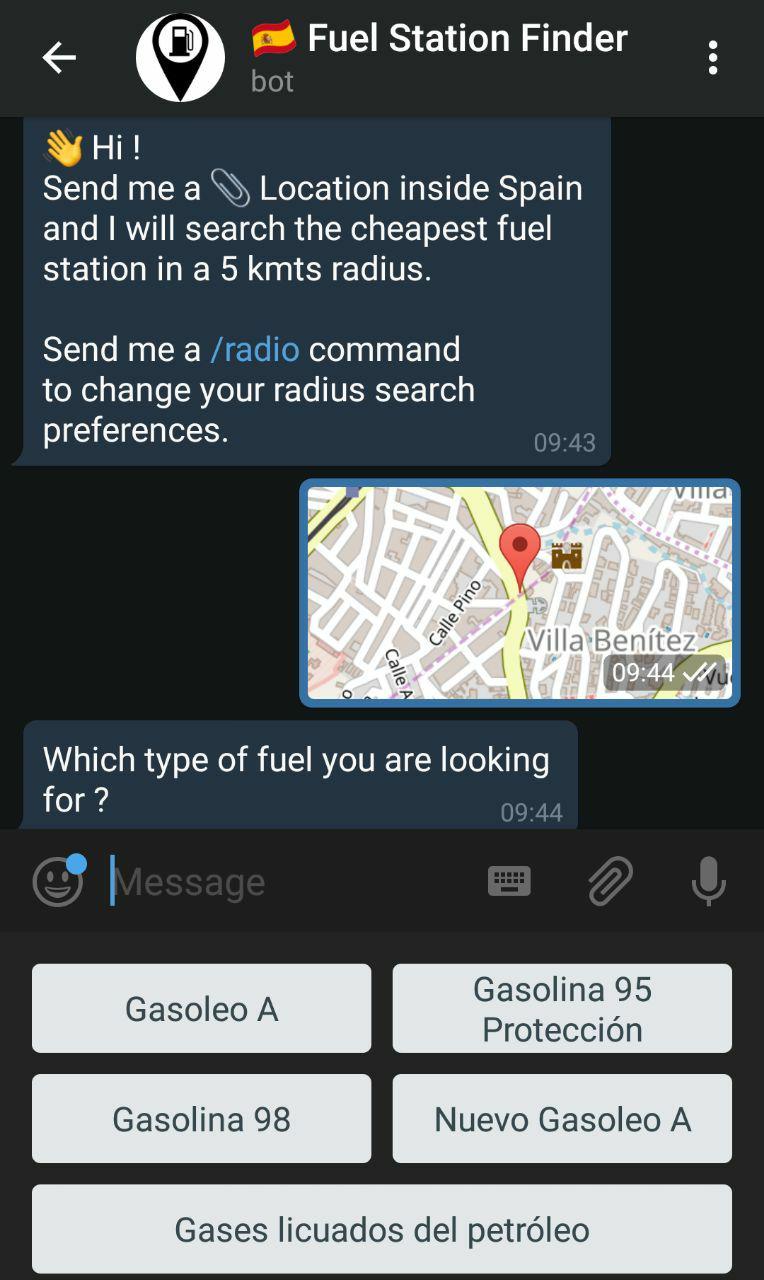 🇪🇸 Fuel Station Finder
bot
👋 Hi !
Send me a 📎 Location inside Spain
and I will search the cheapest fuel
station in a 5 kmts radius.
Send me a /radio command
to change your radius search
preferences.
09:43
Villa
Calle Pino
Villa Benítez
Calle A
09:44
Which type of fuel you are looking
for ?
09:44
Message
Gasoleo A
Gasolina 95
Protección
Gasolina 98
Nuevo Gasoleo A
Gases licuados del petróleo